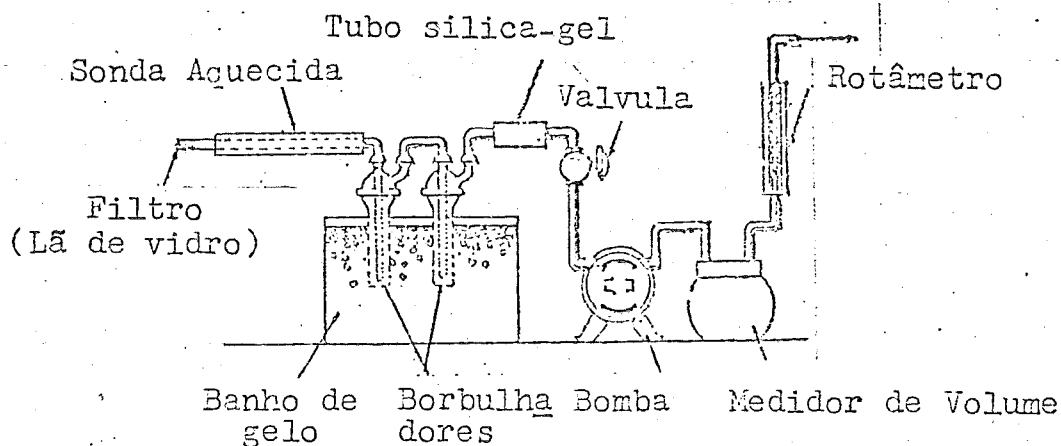 Tubo silica-gel
Sonda Aquecida
Valvula
Rotâmetro
Filtro
(Lã de vidro)
Banho de
gelo
Borbulha
dores
Bomba
Medidor de Volume